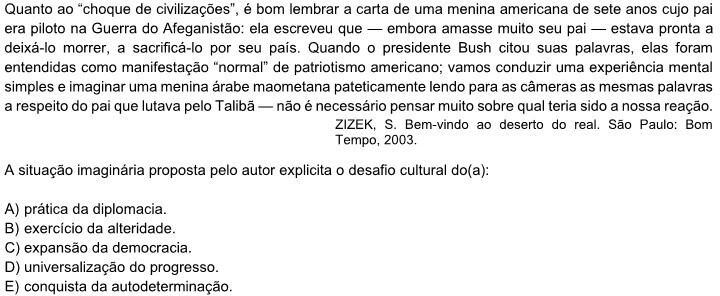 Quanto ao “choque de civilizações”, é bom lembrar a carta de uma menina americana de sete anos cujo pai
era piloto na Guerra do Afeganistão: ela escreveu que — embora amasse muito seu pai — estava pronta a
deixá-lo morrer, a sacrificá-lo por seu país. Quando o presidente Bush citou suas palavras, elas foram
entendidas como manifestação “normal” de patriotismo americano; vamos conduzir uma experiência mental
simples e imaginar uma menina árabe maometana pateticamente lendo para as câmeras as mesmas palavras
a respeito do pai que lutava pelo Talibã — não é necessário pensar muito sobre qual teria sido a nossa reação.
ZIZEK, S. Bem-vindo ao deserto do real. São Paulo: Bom
Tempo, 2003.
A situação imaginária proposta pelo autor explicita o desafio cultural do(a):
A) prática da diplomacia.
B) exercício da alteridade.
C) expansão da democracia.
D) universalização do progresso.
E) conquista da autodeterminação.